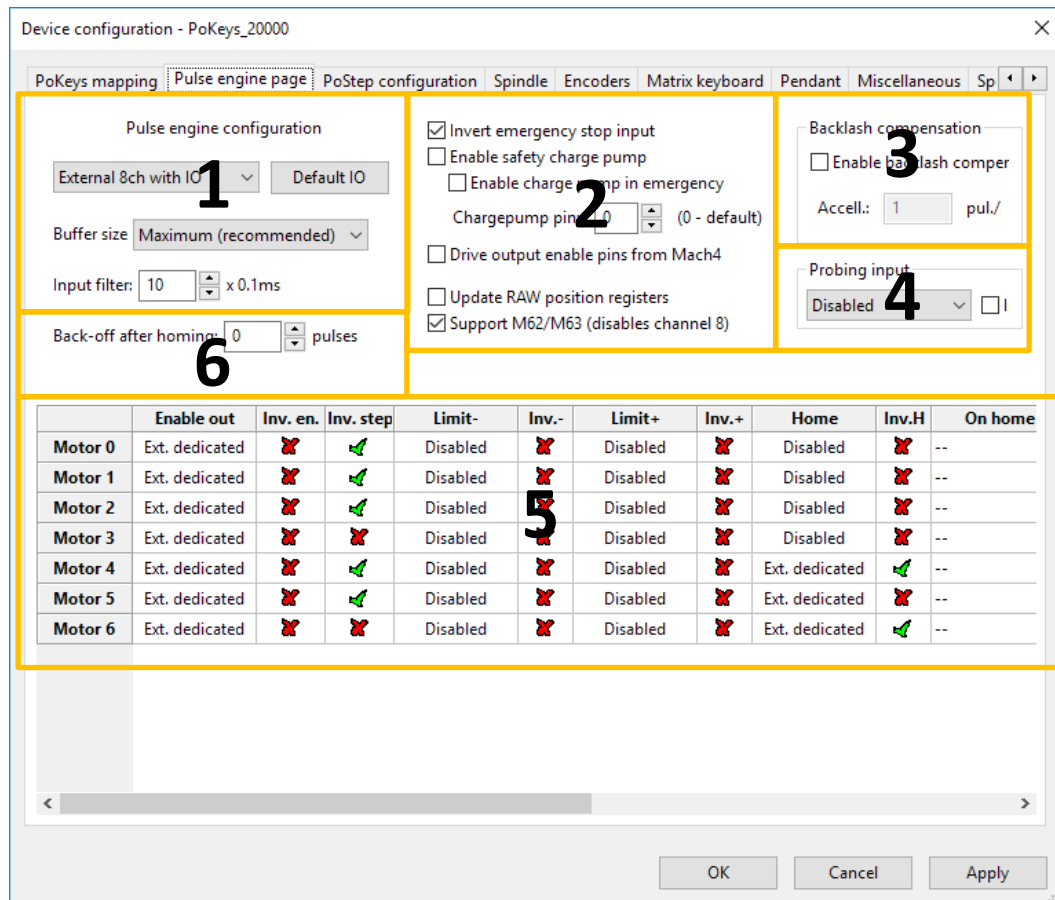 Device configuration - PoKeys_20000
PoKeys mapping Pulse engine page PoStep configuration Spindle Encoders Matrix keyboard Pendant Miscellaneous Sp
Pulse engine configuration
External 8ch with IO Default IO
1
Buffer size Maximum (recommended)
Input filter: 10 x 0.1ms
Back-off after homing: 0 pulses
6
Invert emergency stop input
Enable safety charge pump
Enable charge pump in emergency
Chargepump pin: 0 (0 - default)
2
Drive output enable pins from Mach4
Update RAW position registers
Support M62/M63 (disables channel 8)
Backlash compensation
3
Enable backlash comper
Accell.: 1 pul./
Probing input
4
Disabled I
Enable out Inv. en. Inv. step Limit- Inv.- Limit+ Inv.+ Home Inv.H On home
Motor 0 Ext. dedicated Disabled Disabled Disabled --
Motor 1 Ext. dedicated Disabled Disabled Disabled --
Motor 2 Ext. dedicated Disabled Disabled Disabled --
5
Motor 3 Ext. dedicated Disabled Disabled Disabled --
Motor 4 Ext. dedicated Disabled Disabled Ext. dedicated --
Motor 5 Ext. dedicated Disabled Disabled Ext. dedicated --
Motor 6 Ext. dedicated Disabled Disabled Ext. dedicated --
OK Cancel Apply